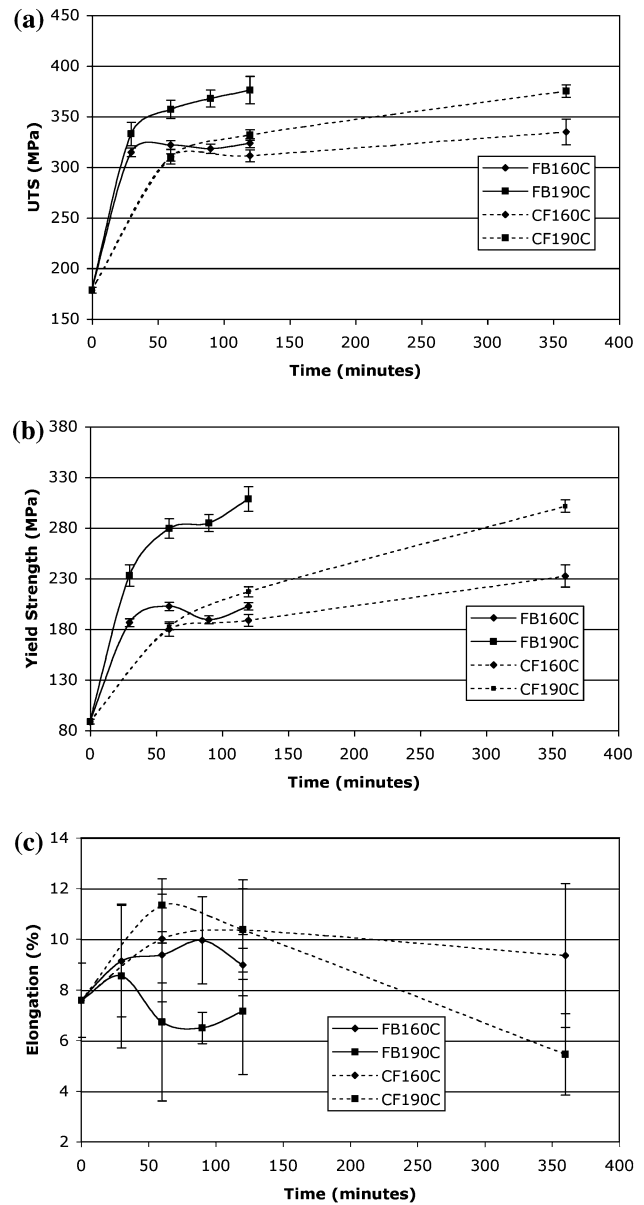 (a)
450
400
350
300
250
200
150
UTS (MPa)
FB160C
FB190C
CF160C
CF190C
0 50 100 150 200 250 300 350 400
Time (minutes)
(b)
380
330
280
230
180
130
80
Yield Strength (MPa)
FB160C
FB190C
CF160C
CF190C
0 50 100 150 200 250 300 350 400
Time (minutes)
(c)
14
12
10
8
6
4
2
Elongation (%)
FB160C
FB190C
CF160C
CF190C
0 50 100 150 200 250 300 350 400
Time (minutes)